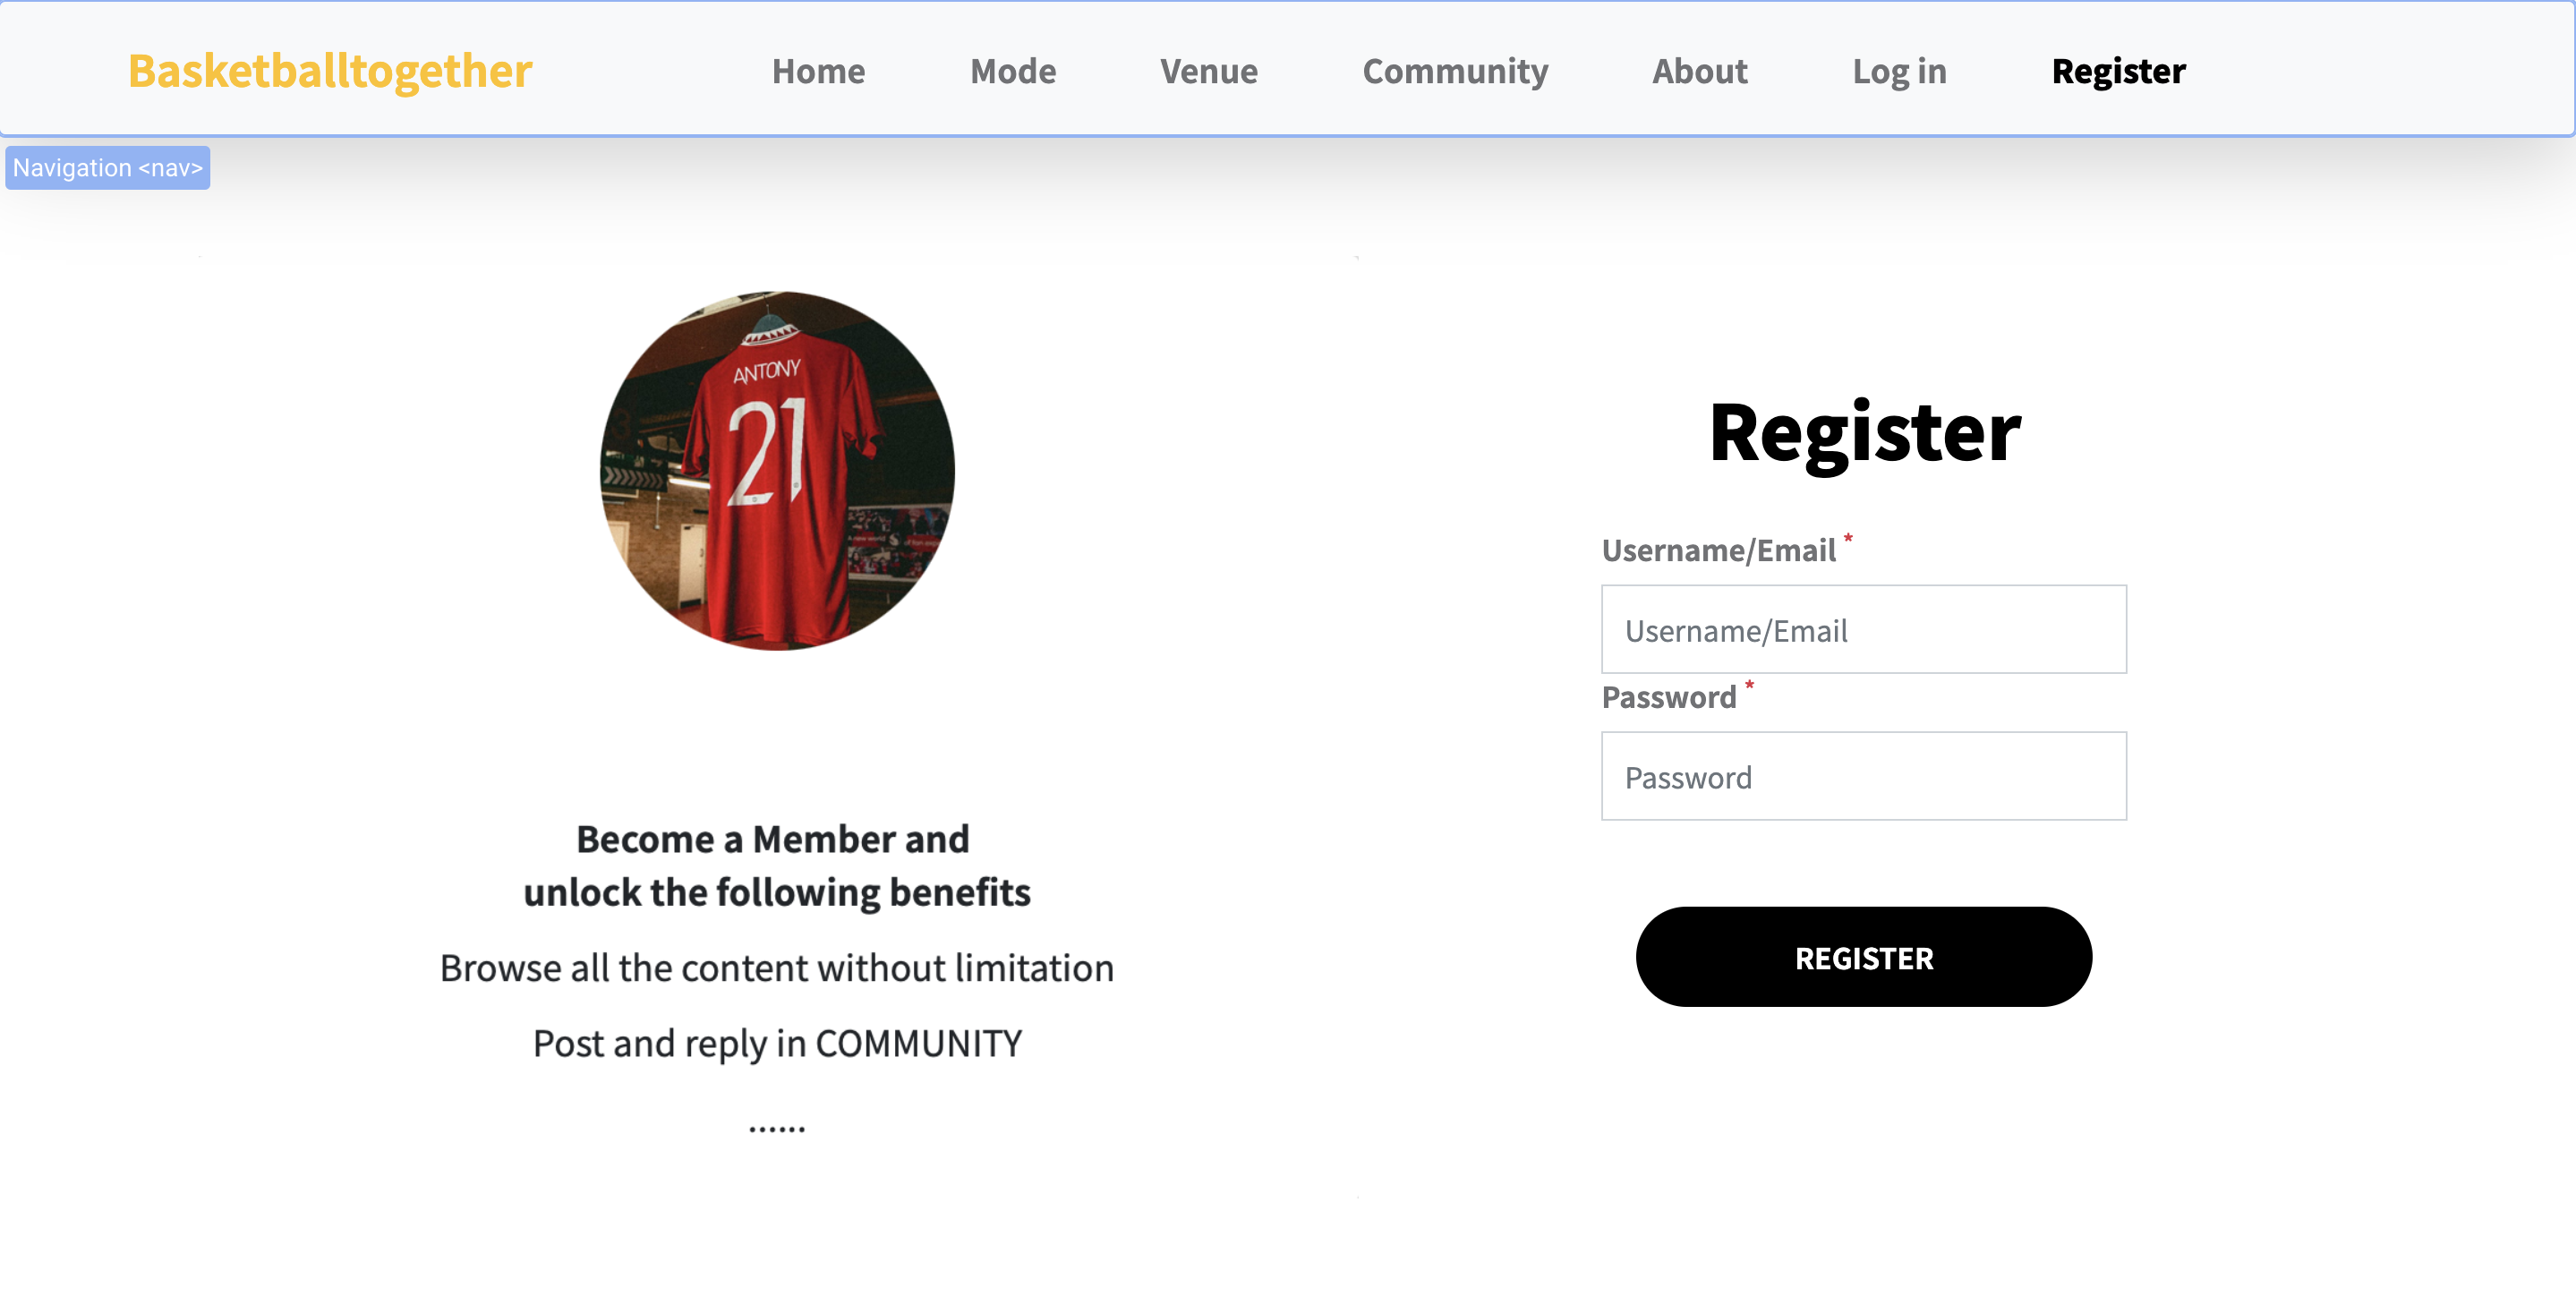 Basketballtogether Home Mode Venue Community About Log in Register
Navigation <nav>
ANTONY
21
Become a Member and
unlock the following benefits
Browse all the content without limitation
Post and reply in COMMUNITY
......
Register
Username/Email *
Username/Email
Password *
Password
REGISTER